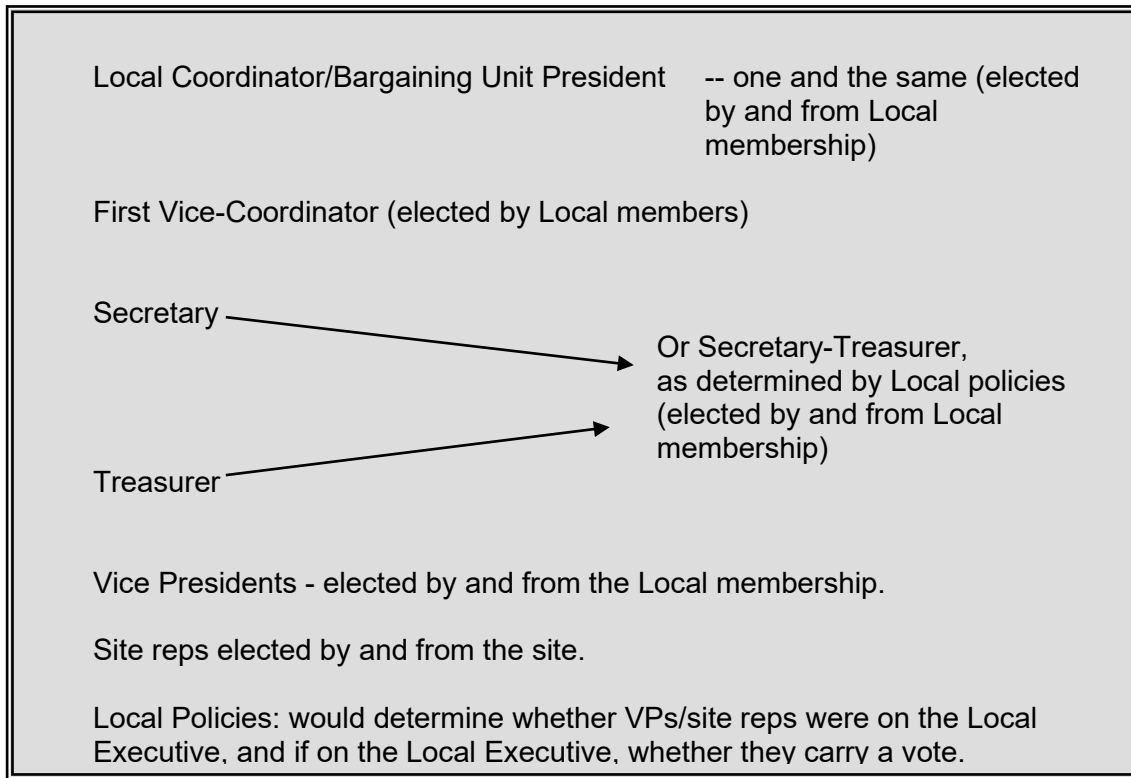 Local Coordinator/Bargaining Unit President -- one and the same (elected
by and from Local
membership)
First Vice-Coordinator (elected by Local members)
Secretary
Or Secretary-Treasurer,
as determined by Local policies
(elected by and from Local
membership)
Treasurer
Vice Presidents - elected by and from the Local membership.
Site reps elected by and from the site.
Local Policies: would determine whether VPs/site reps were on the Local
Executive, and if on the Local Executive, whether they carry a vote.